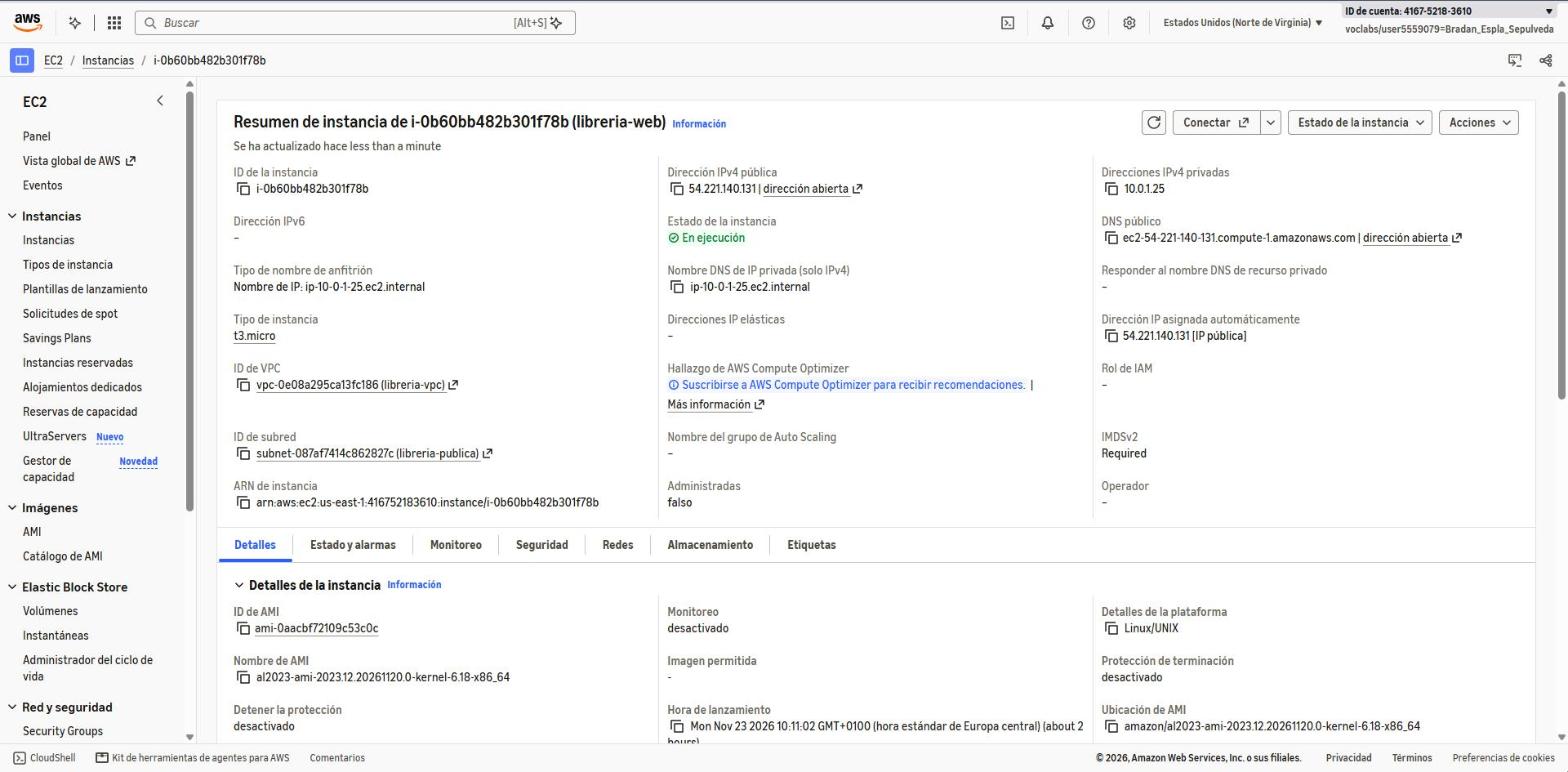 aws
Buscar [Alt+S]
Estados Unidos (Norte de Virginia)
ID de cuenta: 4167-5218-3610
voclabs/user5559079=Bradan_Espla_Sepulveda
EC2 / Instancias / i-0b60bb482b301f78b
EC2
Panel
Vista global de AWS
Eventos
Instancias
Instancias
Tipos de instancia
Plantillas de lanzamiento
Solicitudes de spot
Savings Plans
Instancias reservadas
Alojamientos dedicados
Reservas de capacidad
UltraServers Nuevo
Gestor de capacidad Novedad
Imágenes
AMI
Catálogo de AMI
Elastic Block Store
Volúmenes
Instantáneas
Administrador del ciclo de vida
Red y seguridad
Security Groups
Resumen de instancia de i-0b60bb482b301f78b (libreria-web) Información
Se ha actualizado hace less than a minute
Conectar
Estado de la instancia
Acciones
ID de la instancia
i-0b60bb482b301f78b
Dirección IPv4 pública
54.221.140.131 | dirección abierta
Direcciones IPv4 privadas
10.0.1.25
Dirección IPv6
–
Estado de la instancia
En ejecución
DNS público
ec2-54-221-140-131.compute-1.amazonaws.com | dirección abierta
Tipo de nombre de anfitrión
Nombre de IP: ip-10-0-1-25.ec2.internal
Nombre DNS de IP privada (solo IPv4)
ip-10-0-1-25.ec2.internal
Responder al nombre DNS de recurso privado
–
Tipo de instancia
t3.micro
Direcciones IP elásticas
–
Dirección IP asignada automáticamente
54.221.140.131 [IP pública]
ID de VPC
vpc-0e08a295ca13fc186 (libreria-vpc)
Hallazgo de AWS Compute Optimizer
Suscribirse a AWS Compute Optimizer para recibir recomendaciones. |
Más información
Rol de IAM
–
ID de subred
subnet-087af7414c862827c (libreria-publica)
Nombre del grupo de Auto Scaling
–
IMDSv2
Required
ARN de instancia
arn:aws:ec2:us-east-1:416752183610:instance/i-0b60bb482b301f78b
Administradas
falso
Operador
–
Detalles
Estado y alarmas
Monitoreo
Seguridad
Redes
Almacenamiento
Etiquetas
Detalles de la instancia Información
ID de AMI
ami-0aacbf72109c53c0c
Monitoreo
desactivado
Detalles de la plataforma
Linux/UNIX
Nombre de AMI
al2023-ami-2023.12.20261120.0-kernel-6.18-x86_64
Imagen permitida
-
Protección de terminación
desactivado
Detener la protección
desactivado
Hora de lanzamiento
Mon Nov 23 2026 10:11:02 GMT+0100 (hora estándar de Europa central) (about 2
hours)
Ubicación de AMI
amazon/al2023-ami-2023.12.20261120.0-kernel-6.18-x86_64
CloudShell
Kit de herramientas de agentes para AWS
Comentarios
© 2026, Amazon Web Services, Inc. o sus filiales.
Privacidad
Términos
Preferencias de cookies